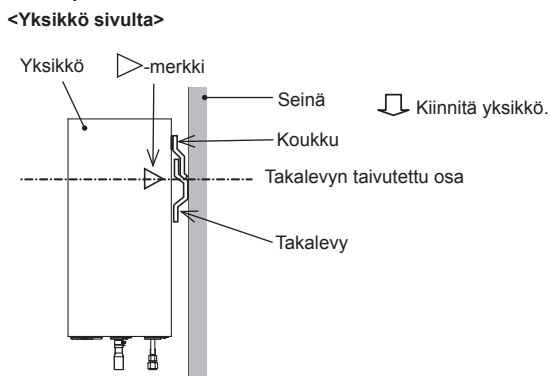 <Yksikkö sivulta>
Yksikkö
-merkki
Seinä
Kiinnitä yksikkö.
Koukku
Takalevyn taivutettu osa
Takalevy